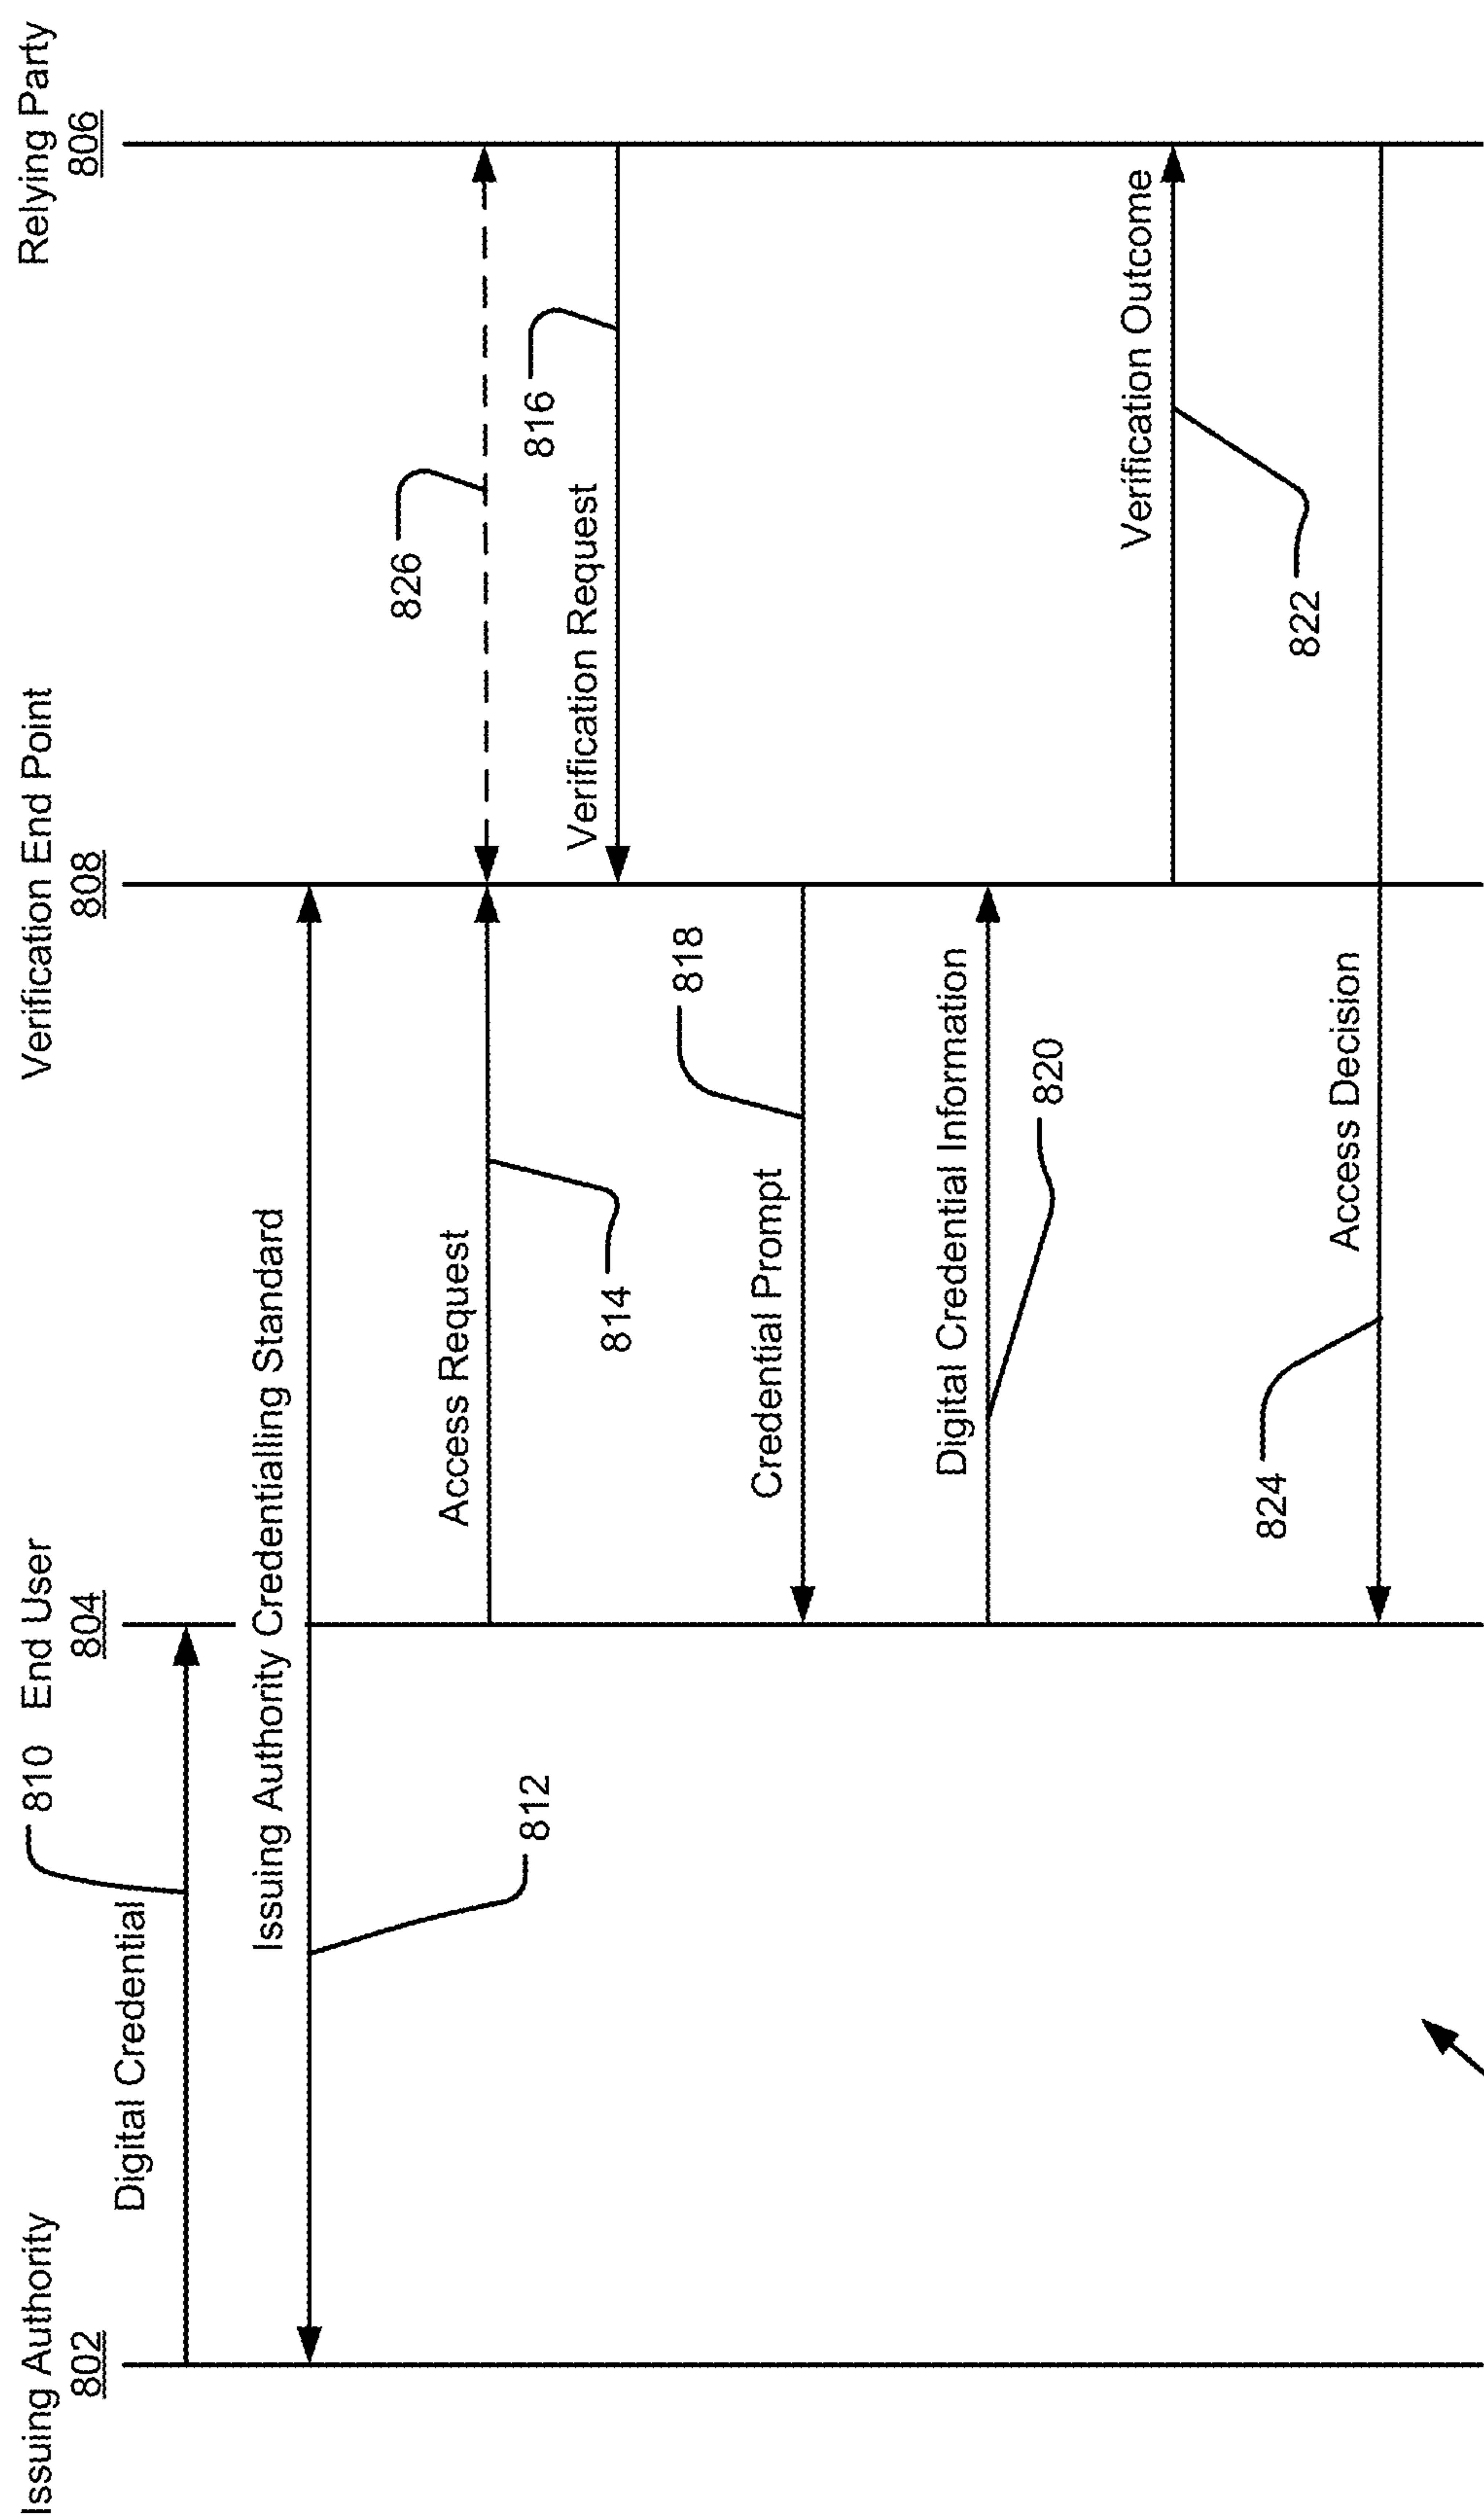 Issuing Authority
802
810 End User
804
Verification End Point
808
Relying Party
806
Digital Credential
Issuing Authority Credentialling Standard
812
826
Access Request
814
816
Verification Request
818
Credential Prompt
Digital Credential Information
820
Verification Outcome
822
824
Access Decision